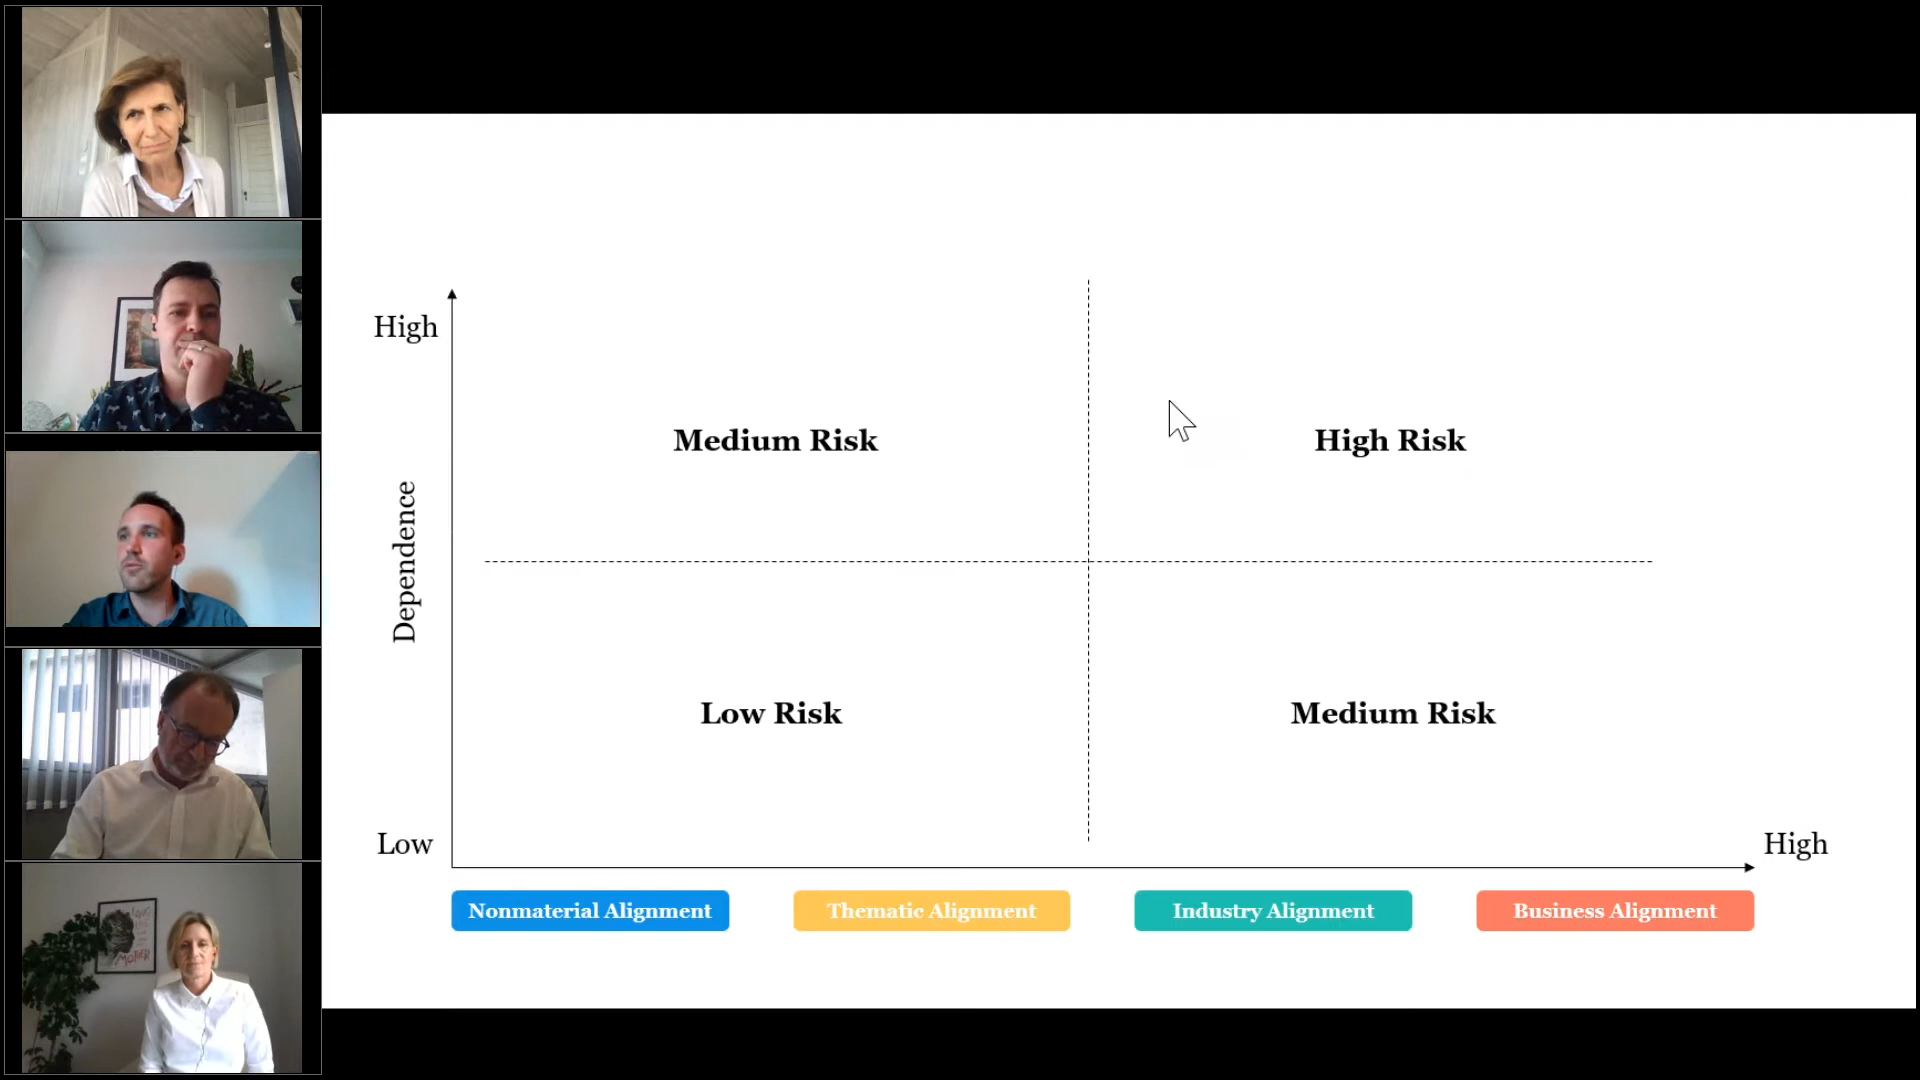 High
Medium Risk
High Risk
Dependence
Low Risk
Medium Risk
Low
High
Nonmaterial Alignment
Thematic Alignment
Industry Alignment
Business Alignment
MOTHER